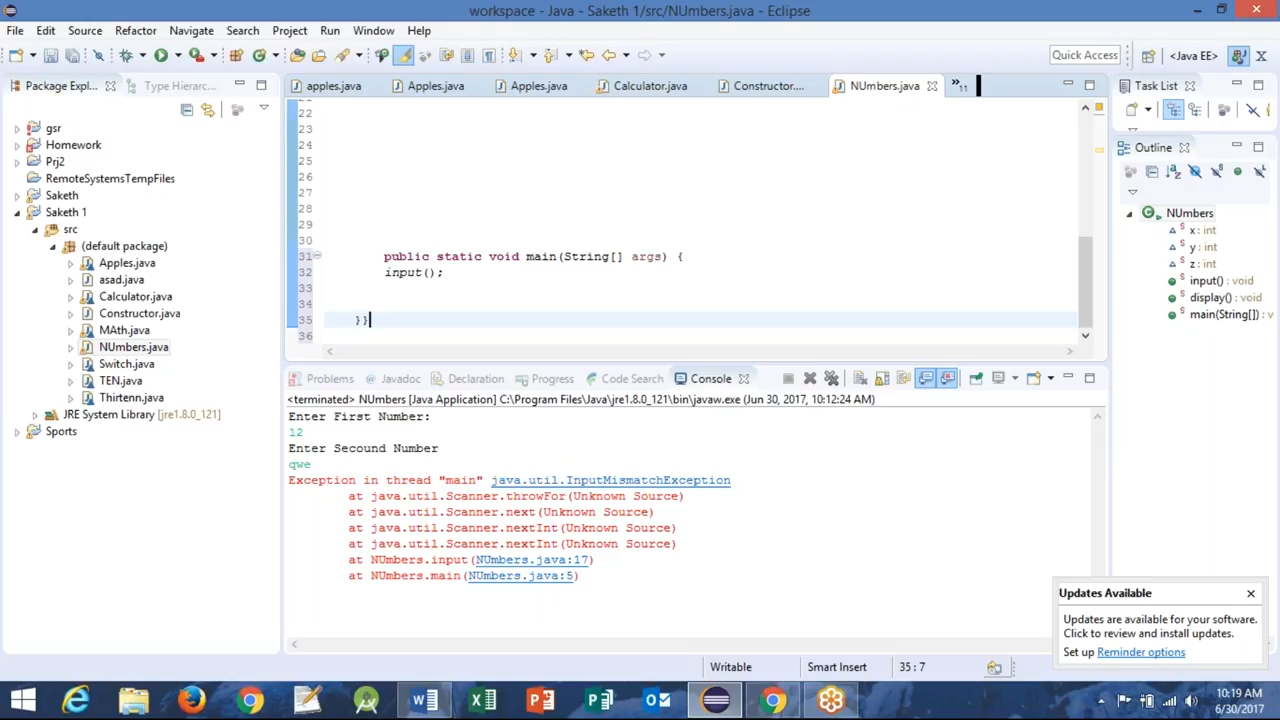 workspace - Java - Saketh 1/src/NUmbers.java - Eclipse
File Edit Source Refactor Navigate Search Project Run Window Help
Quick Access
<Java EE>
Package Expl...
Type Hierarc...
apples.java
Apples.java
Apples.java
Calculator.java
Constructor....
NUmbers.java
»11
Task List
gsr
Homework
Prj2
RemoteSystemsTempFiles
Saketh
Saketh 1
src
(default package)
Apples.java
asad.java
Calculator.java
Constructor.java
MAth.java
NUmbers.java
Switch.java
TEN.java
Thirtenn.java
JRE System Library [jre1.8.0_121]
Sports
22
23
24
25
26
27
28
29
30
31 public static void main(String[] args) {
32 input();
33
34
35 }}
36
Outline
NUmbers
S x : int
S y : int
S z : int
S input() : void
S display() : void
S main(String[]) : v
Problems
Javadoc
Declaration
Progress
Code Search
Console
<terminated> NUmbers [Java Application] C:\Program Files\Java\jre1.8.0_121\bin\javaw.exe (Jun 30, 2017, 10:12:24 AM)
Enter First Number:
12
Enter Secound Number
qwe
Exception in thread "main" java.util.InputMismatchException
at java.util.Scanner.throwFor(Unknown Source)
at java.util.Scanner.next(Unknown Source)
at java.util.Scanner.nextInt(Unknown Source)
at java.util.Scanner.nextInt(Unknown Source)
at NUmbers.input(NUmbers.java:17)
at NUmbers.main(NUmbers.java:5)
Updates Available
Updates are available for your software.
Click to review and install updates.
Set up Reminder options
Writable
Smart Insert
35 : 7
10:19 AM
6/30/2017